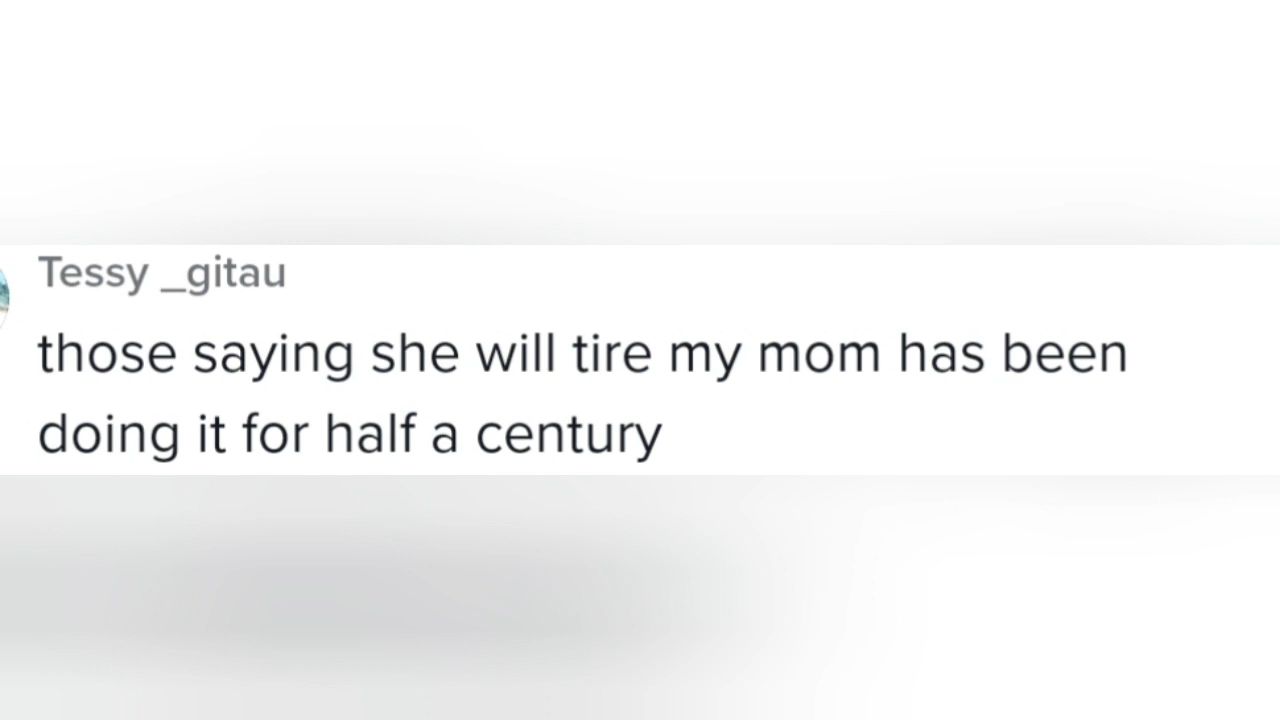 Tessy _gitau
those saying she will tire my mom has been
doing it for half a century